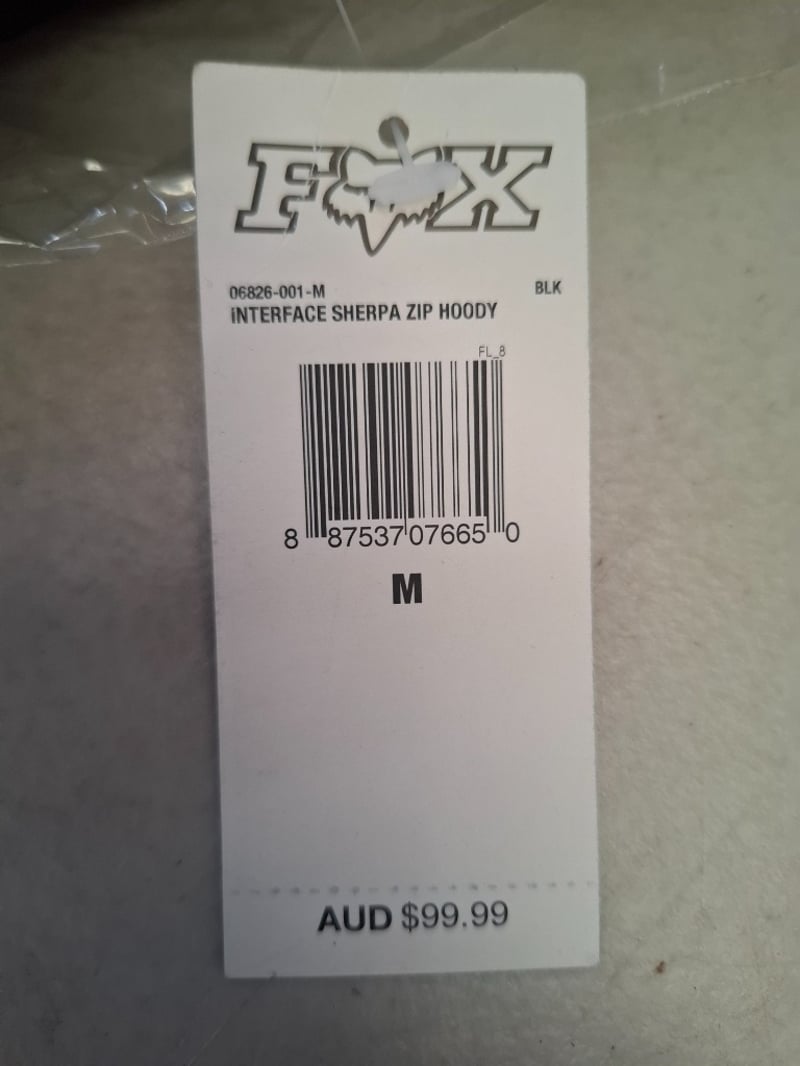 FOX
06826-001-M BLK
INTERFACE SHERPA ZIP HOODY
FL_8
8 87537 07665 0
M
AUD $99.99